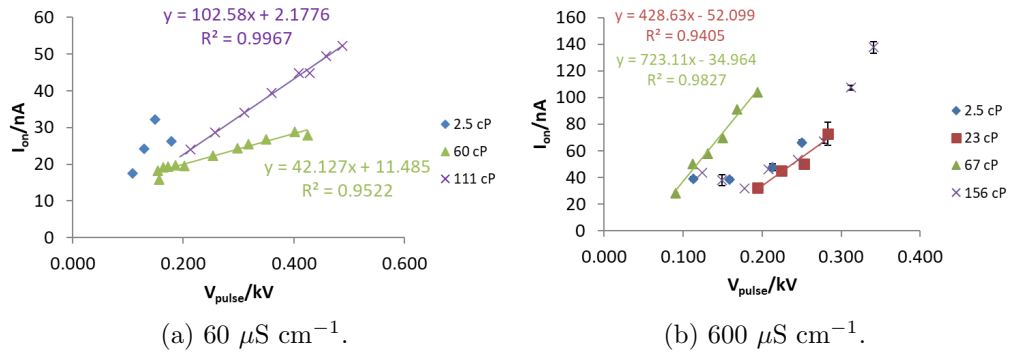 60
50
40
30
20
10
0
I_on/nA
y = 102.58x + 2.1776
R² = 0.9967
y = 42.127x + 11.485
R² = 0.9522
0.000 0.200 0.400 0.600
V_pulse/kV
2.5 cP
60 cP
111 cP
(a) 60 μS cm⁻¹.
160
140
120
100
80
60
40
20
0
I_on/nA
y = 428.63x - 52.099
R² = 0.9405
y = 723.11x - 34.964
R² = 0.9827
0.000 0.100 0.200 0.300 0.400
V_pulse/kV
2.5 cP
23 cP
67 cP
156 cP
(b) 600 μS cm⁻¹.